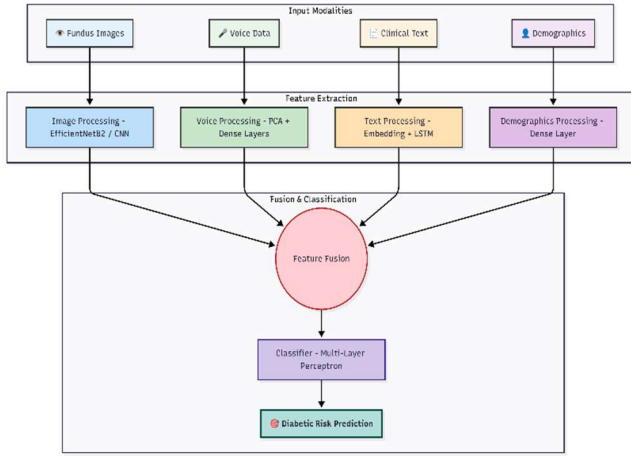 Input Modalities
👁 Fundus Images
🎤 Voice Data
📄 Clinical Text
👤 Demographics
Feature Extraction
Image Processing -
EfficientNetB2 / CNN
Voice Processing - PCA +
Dense Layers
Text Processing -
Embedding + LSTM
Demographics Processing -
Dense Layer
Fusion & Classification
Feature Fusion
Classifier - Multi-Layer
Perceptron
🎯 Diabetic Risk Prediction